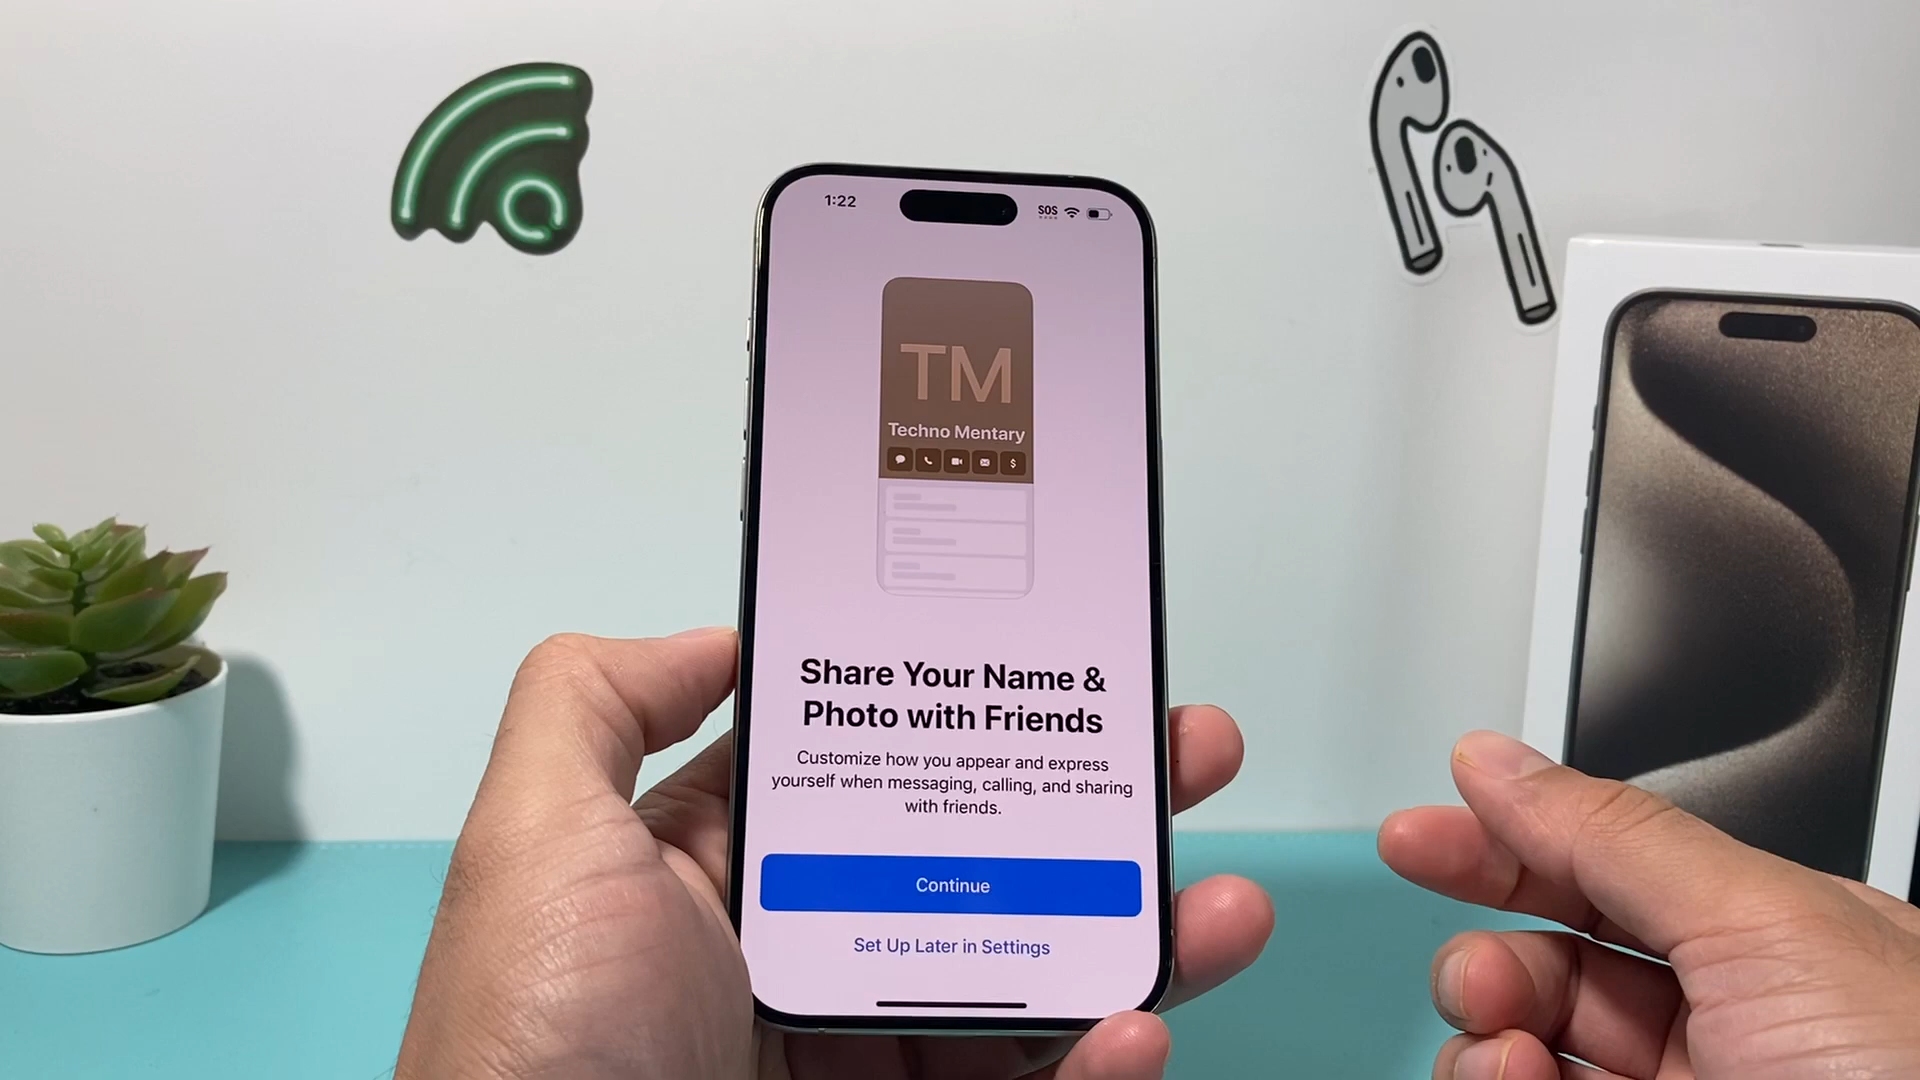 1:22
SOS
TM
Techno Mentary
$
Share Your Name &
Photo with Friends
Customize how you appear and express
yourself when messaging, calling, and sharing
with friends.
Continue
Set Up Later in Settings